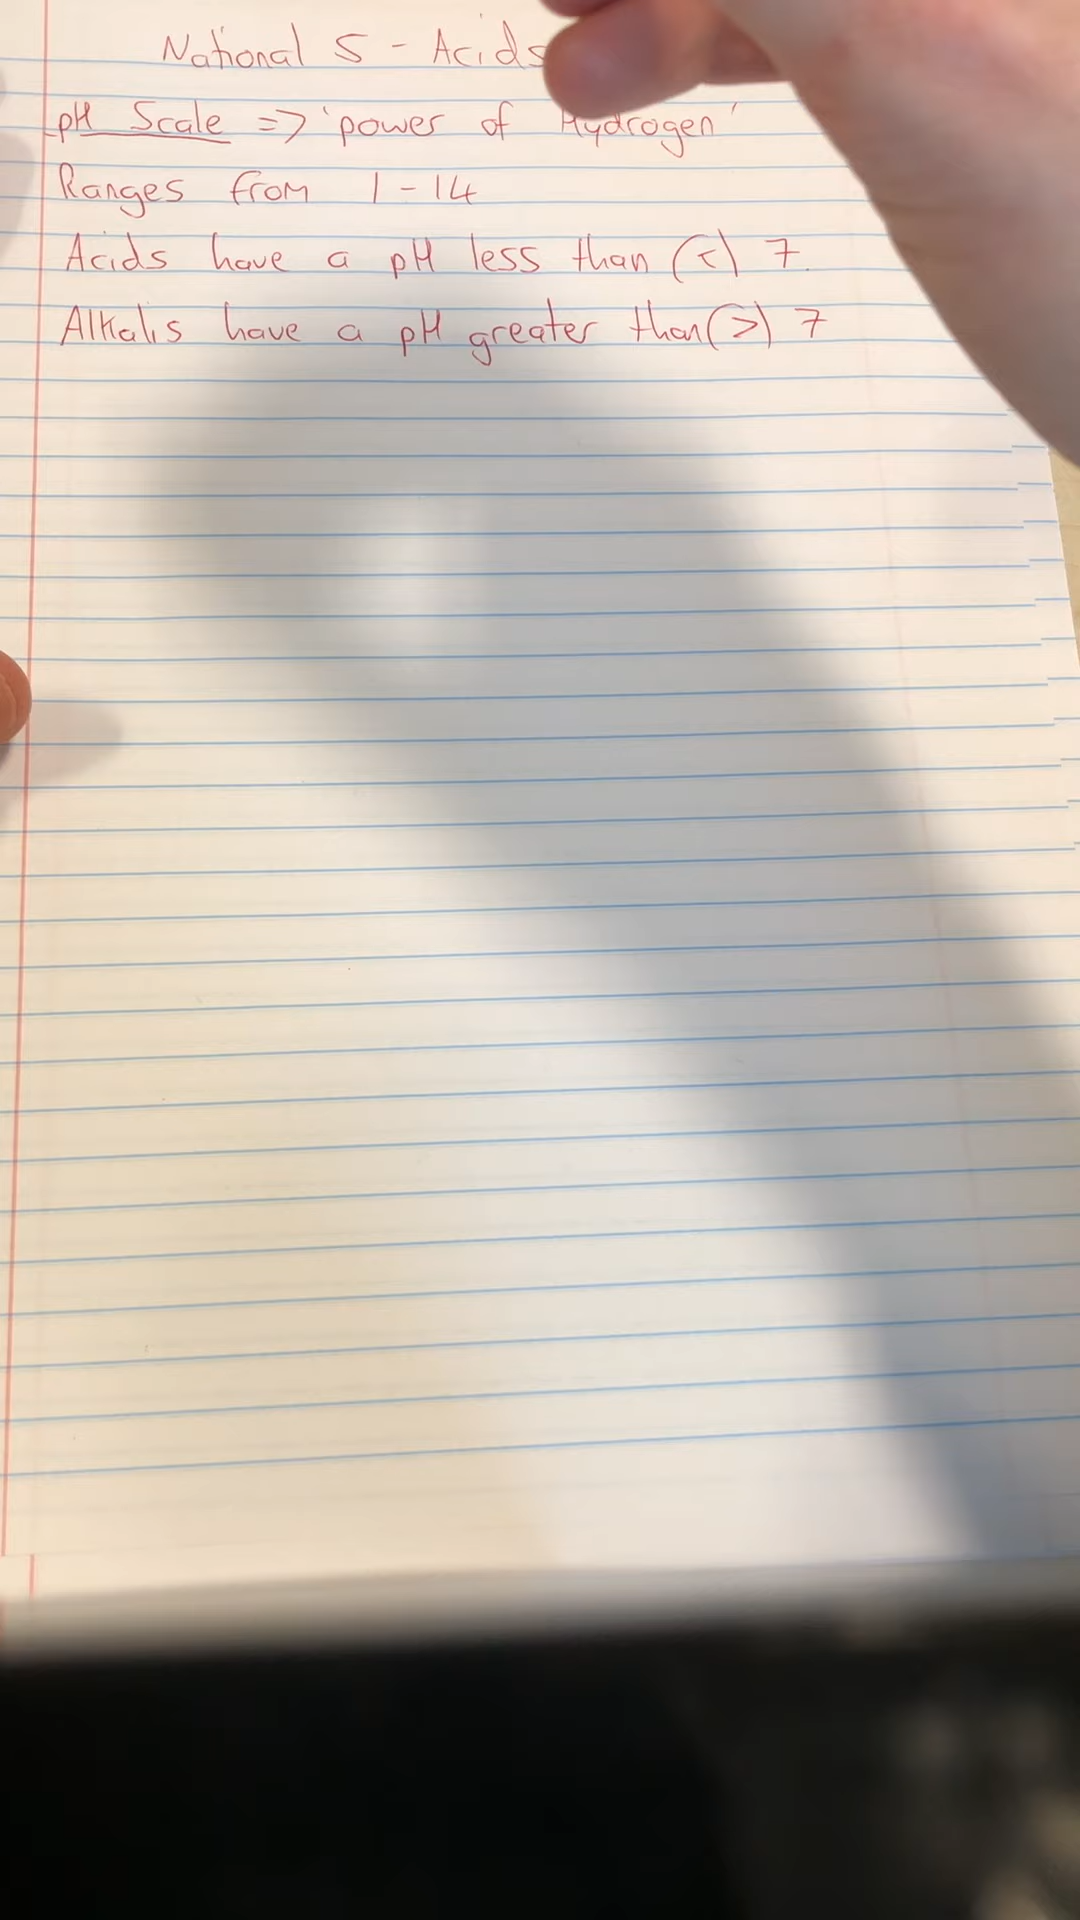 National 5 - Acids
pH Scale => 'power of Hydrogen'
Ranges from 1-14
Acids have a pH less than (<) 7.
Alkalis have a pH greater than (>) 7